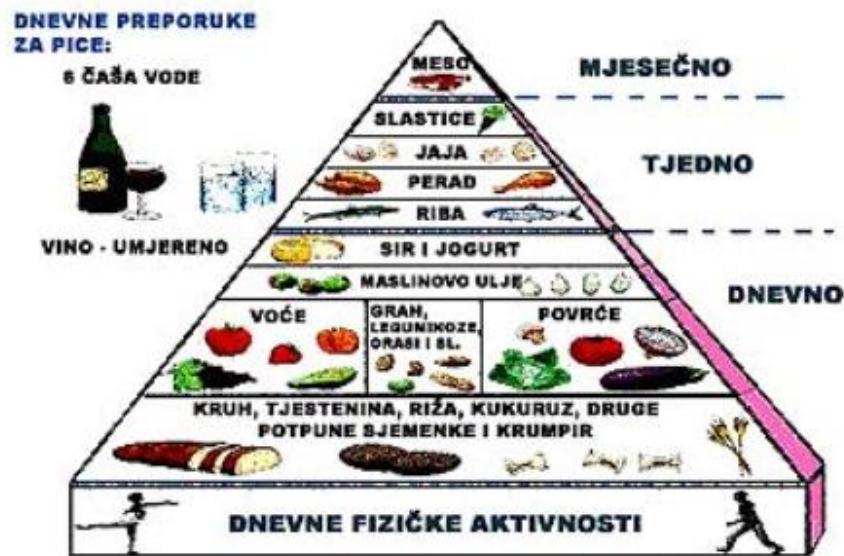 DNEVNE PREPORUKE
ZA PICE:
6 ČAŠA VODE
VINO - UMJERENO
MESO
SLASTICE
JAJA
PERAD
RIBA
SIR I JOGURT
MASLINOVO ULJE
VOĆE
GRAH,
LEGUNIKOZE,
ORASI I SL.
POVRĆE
KRUH, TJESTENINA, RIŽA, KUKURUZ, DRUGE
POTPUNE SJEMENKE I KRUMPIR
DNEVNE FIZIČKE AKTIVNOSTI
MJESEČNO
TJEDNO
DNEVNO